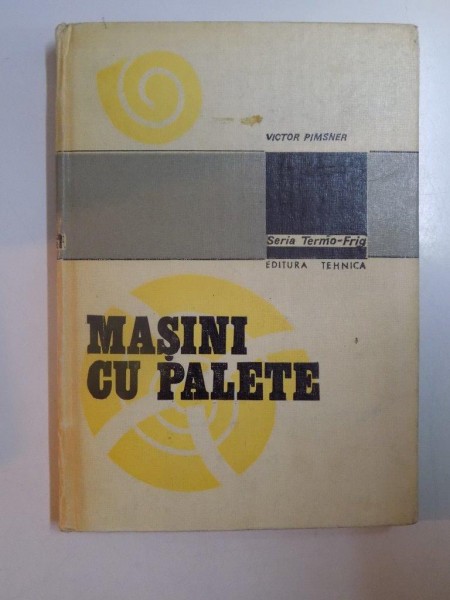 VICTOR PIMSNER
Seria Termo-Frig
EDITURA TEHNICA
MAȘINI
CU PALETE